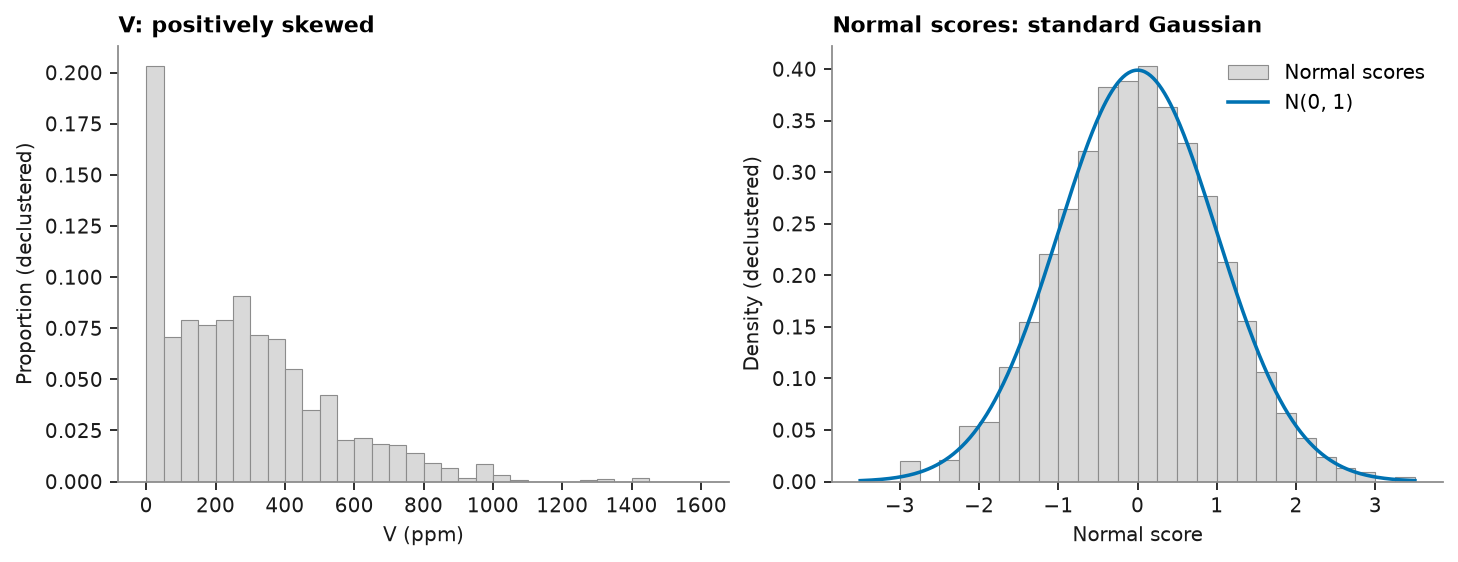 V: positively skewed
0.200
0.175
0.150
0.125
0.100
0.075
0.050
0.025
0.000
Proportion (declustered)
0 200 400 600 800 1000 1200 1400 1600
V (ppm)
Normal scores: standard Gaussian
0.40
0.35
0.30
0.25
0.20
0.15
0.10
0.05
0.00
Density (declustered)
−3 −2 −1 0 1 2 3
Normal score
Normal scores
N(0, 1)